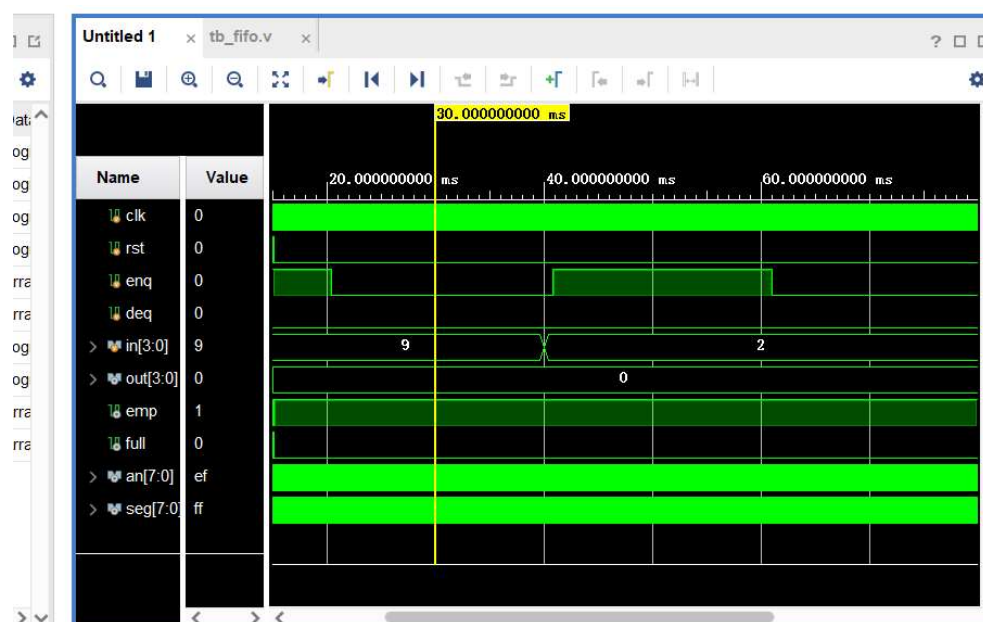 Untitled 1 × tb_fifo.v ×
?
30.000000000 ms
Name Value
20.000000000 ms 40.000000000 ms 60.000000000 ms
clk 0
rst 0
enq 0
deq 0
in[3:0] 9 9 2
out[3:0] 0 0
emp 1
full 0
an[7:0] ef
seg[7:0] ff